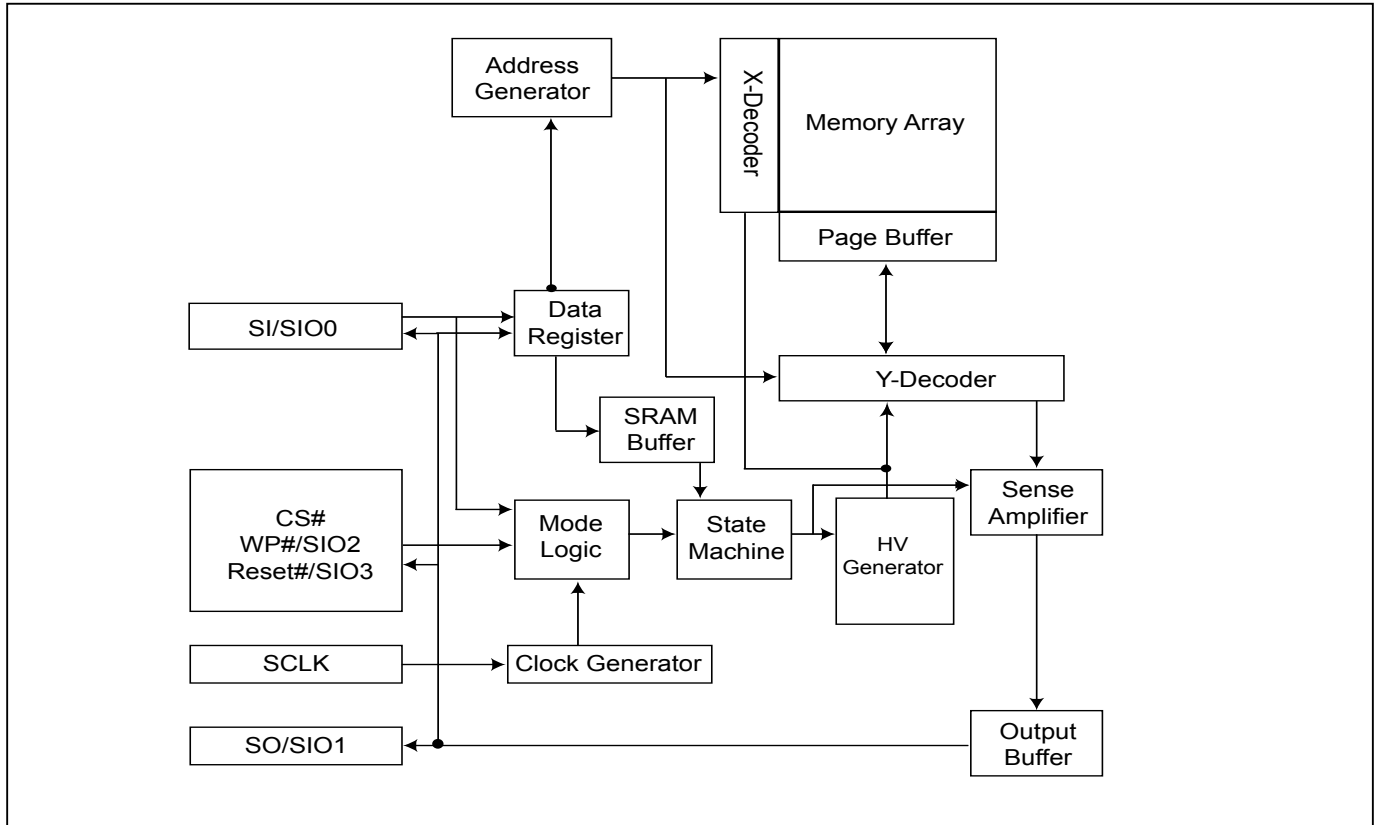 Address
Generator
X-Decoder
Memory Array
Page Buffer
SI/SIO0
Data
Register
Y-Decoder
SRAM
Buffer
CS#
WP#/SIO2
Reset#/SIO3
Mode
Logic
State
Machine
HV
Generator
Sense
Amplifier
SCLK
Clock Generator
SO/SIO1
Output
Buffer